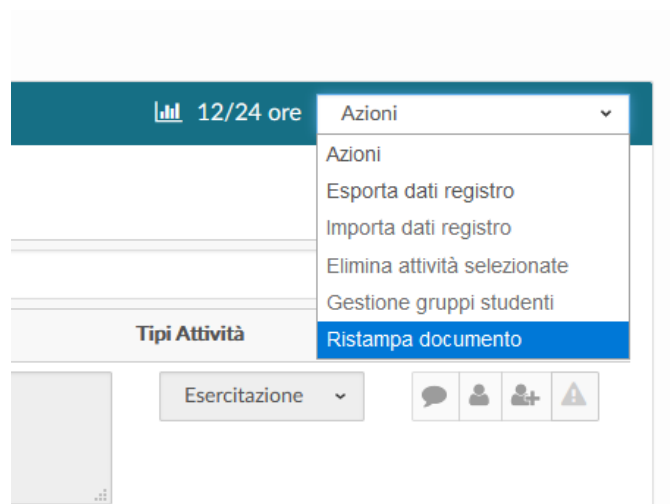 12/24 ore
Azioni
Azioni
Esporta dati registro
Importa dati registro
Elimina attività selezionate
Gestione gruppi studenti
Tipi Attività
Ristampa documento
Esercitazione